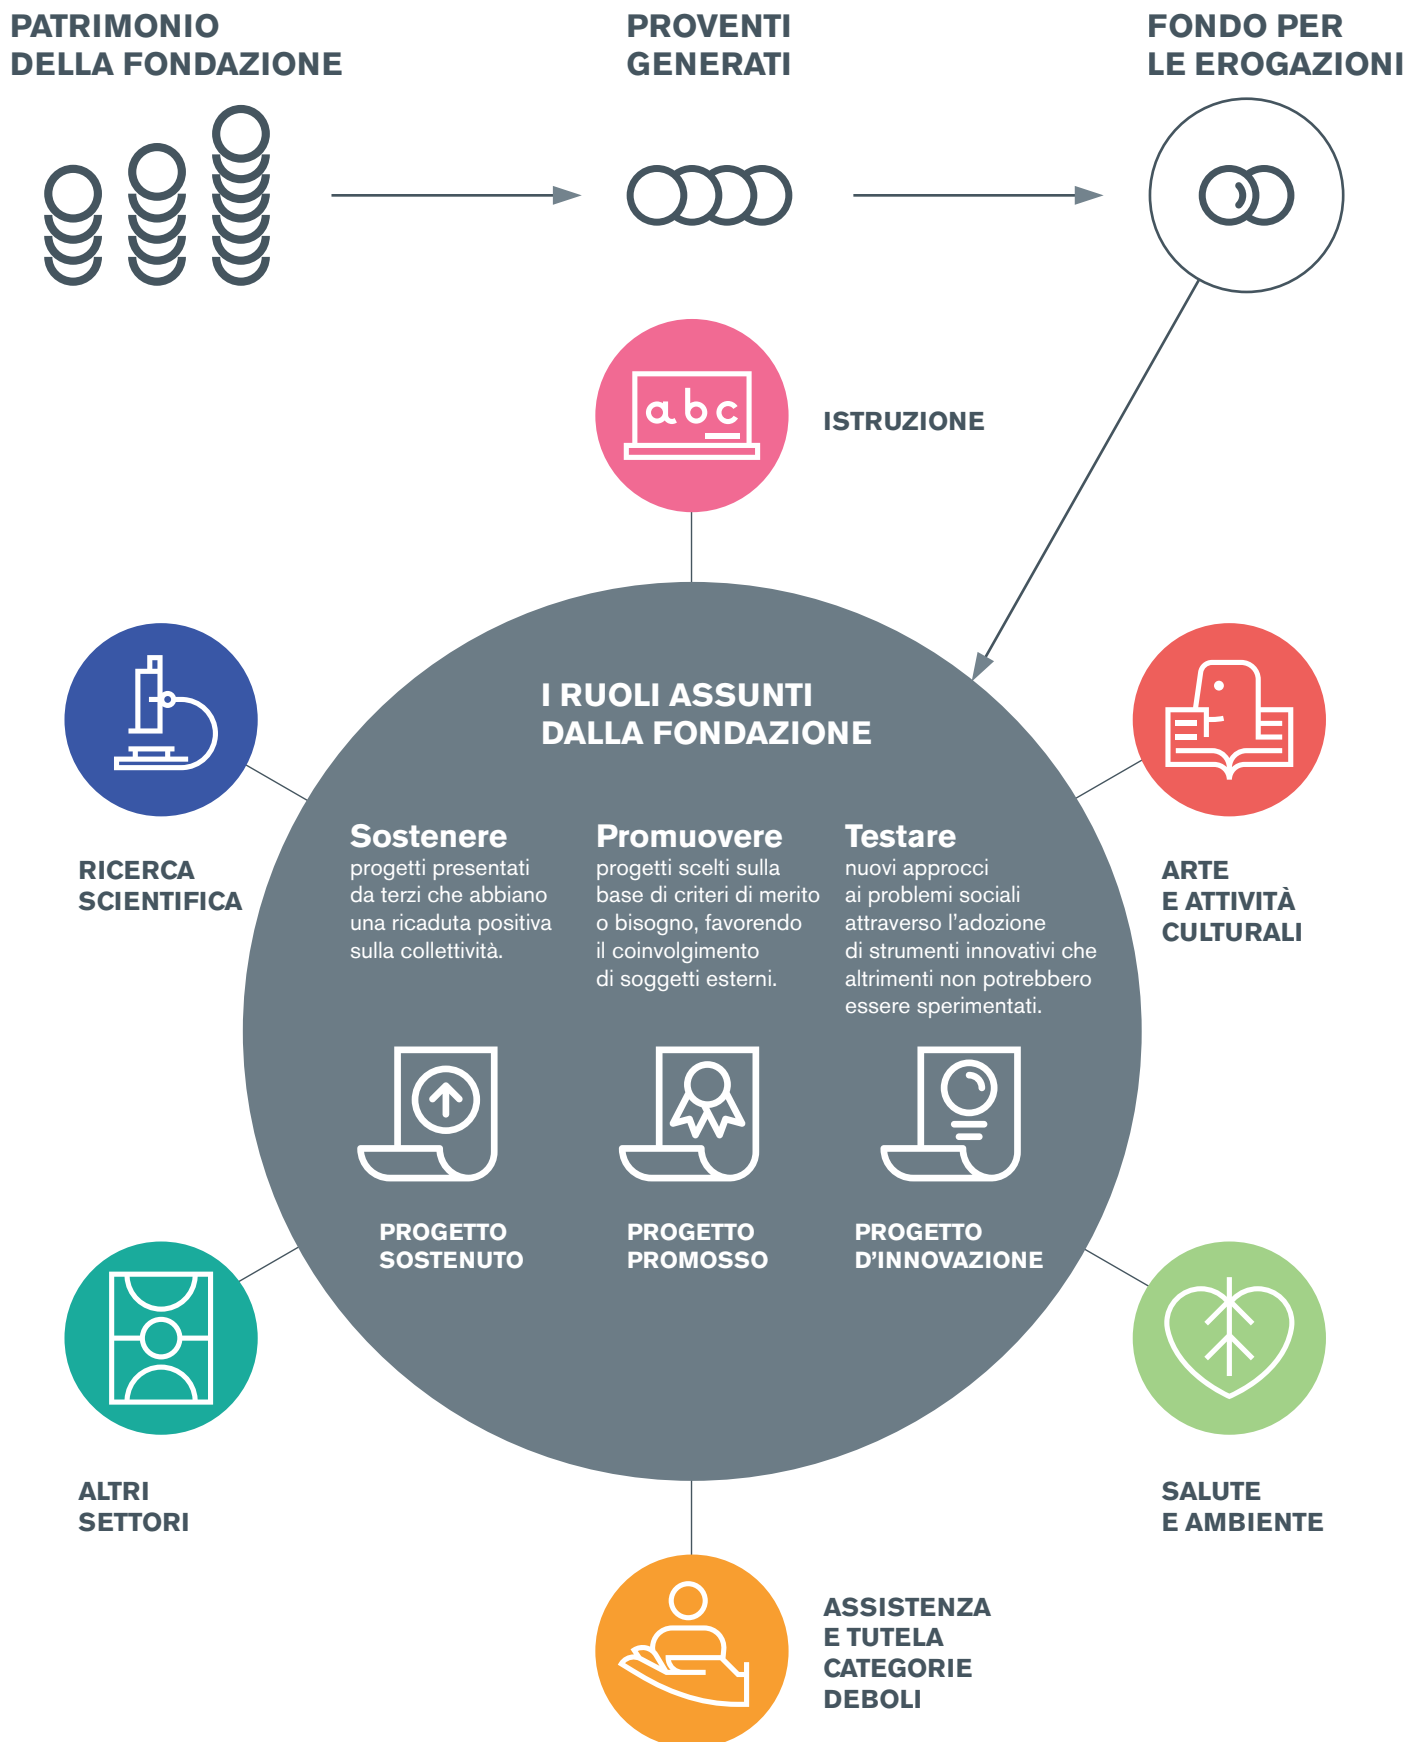 PATRIMONIO
DELLA FONDAZIONE
PROVENTI
GENERATI
FONDO PER
LE EROGAZIONI
abc
ISTRUZIONE
I RUOLI ASSUNTI
DALLA FONDAZIONE
Sostenere
progetti presentati
da terzi che abbiano
una ricaduta positiva
sulla collettività.
Promuovere
progetti scelti sulla
base di criteri di merito
o bisogno, favorendo
il coinvolgimento
di soggetti esterni.
Testare
nuovi approcci
ai problemi sociali
attraverso l’adozione
di strumenti innovativi che
altrimenti non potrebbero
essere sperimentati.
RICERCA
SCIENTIFICA
ARTE
E ATTIVITÀ
CULTURALI
PROGETTO
SOSTENUTO
PROGETTO
PROMOSSO
PROGETTO
D’INNOVAZIONE
ALTRI
SETTORI
SALUTE
E AMBIENTE
ASSISTENZA
E TUTELA
CATEGORIE
DEBOLI